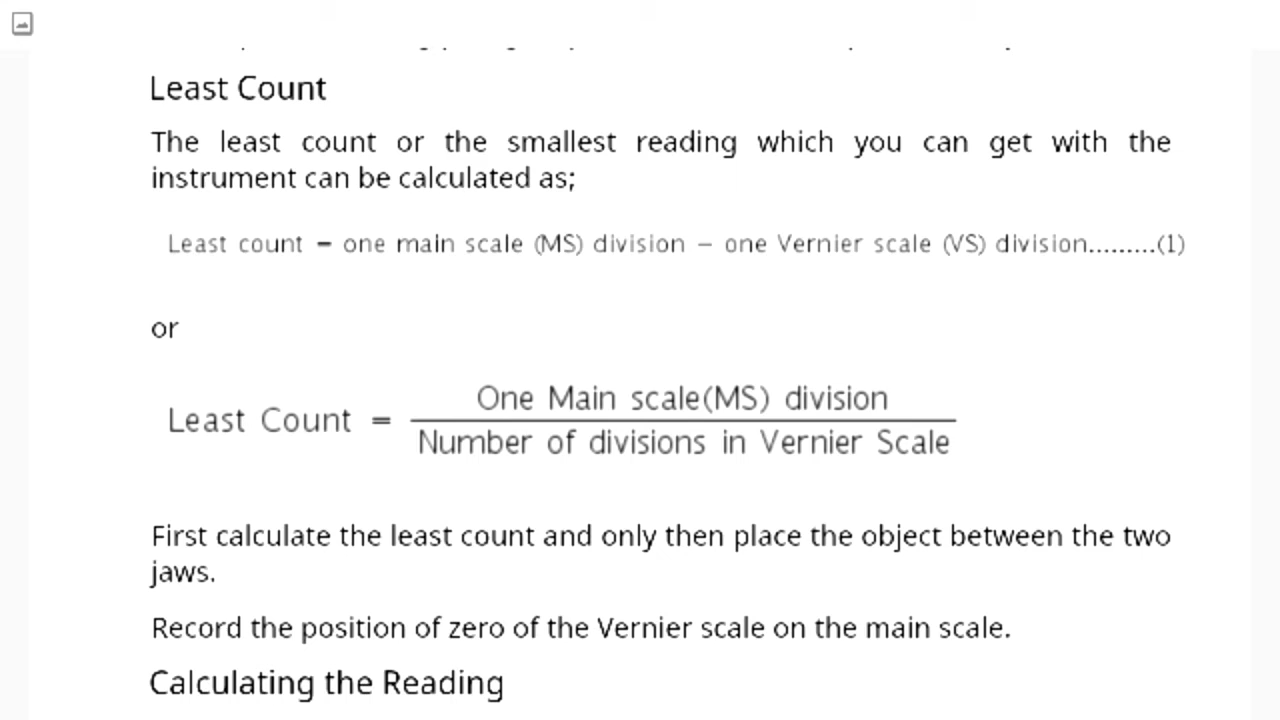 Least Count
The least count or the smallest reading which you can get with the
instrument can be calculated as;
Least count = one main scale (MS) division − one Vernier scale (VS) division.........(1)
or
Least Count = One Main scale(MS) division
Number of divisions in Vernier Scale
First calculate the least count and only then place the object between the two
jaws.
Record the position of zero of the Vernier scale on the main scale.
Calculating the Reading